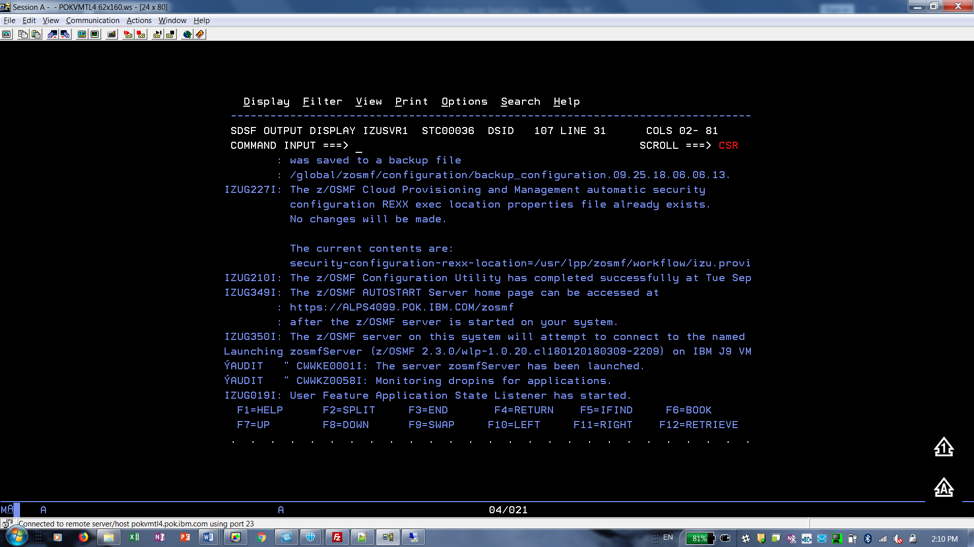 Session A - - POKVMTL4 62x160.ws - [24 x 80]
File Edit View Communication Actions Window Help
Display Filter View Print Options Search Help
--------------------------------------------------------------------------------
SDSF OUTPUT DISPLAY IZUSVR1 STC00036 DSID 107 LINE 31 COLS 02- 81
COMMAND INPUT ===> _ SCROLL ===> CSR
: was saved to a backup file
: /global/zosmf/configuration/backup_configuration.09.25.18.06.06.13.
IZUG227I: The z/OSMF Cloud Provisioning and Management automatic security
configuration REXX exec location properties file already exists.
No changes will be made.
The current contents are:
security-configuration-rexx-location=/usr/lpp/zosmf/workflow/izu.provi
IZUG210I: The z/OSMF Configuration Utility has completed successfully at Tue Sep
IZUG349I: The z/OSMF AUTOSTART Server home page can be accessed at
: https://ALPS4099.POK.IBM.COM/zosmf
: after the z/OSMF server is started on your system.
IZUG350I: The z/OSMF server on this system will attempt to connect to the named
Launching zosmfServer (z/OSMF 2.3.0/wlp-1.0.20.cl180120180309-2209) on IBM J9 VM
ÝAUDIT " CWWKE0001I: The server zosmfServer has been launched.
ÝAUDIT " CWWKZ0058I: Monitoring dropins for applications.
IZUG019I: User Feature Application State Listener has started.
F1=HELP F2=SPLIT F3=END F4=RETURN F5=IFIND F6=BOOK
F7=UP F8=DOWN F9=SWAP F10=LEFT F11=RIGHT F12=RETRIEVE
MA A A 04/021
Connected to remote server/host pokvmtl4.pok.ibm.com using port 23
EN 81% 2:10 PM